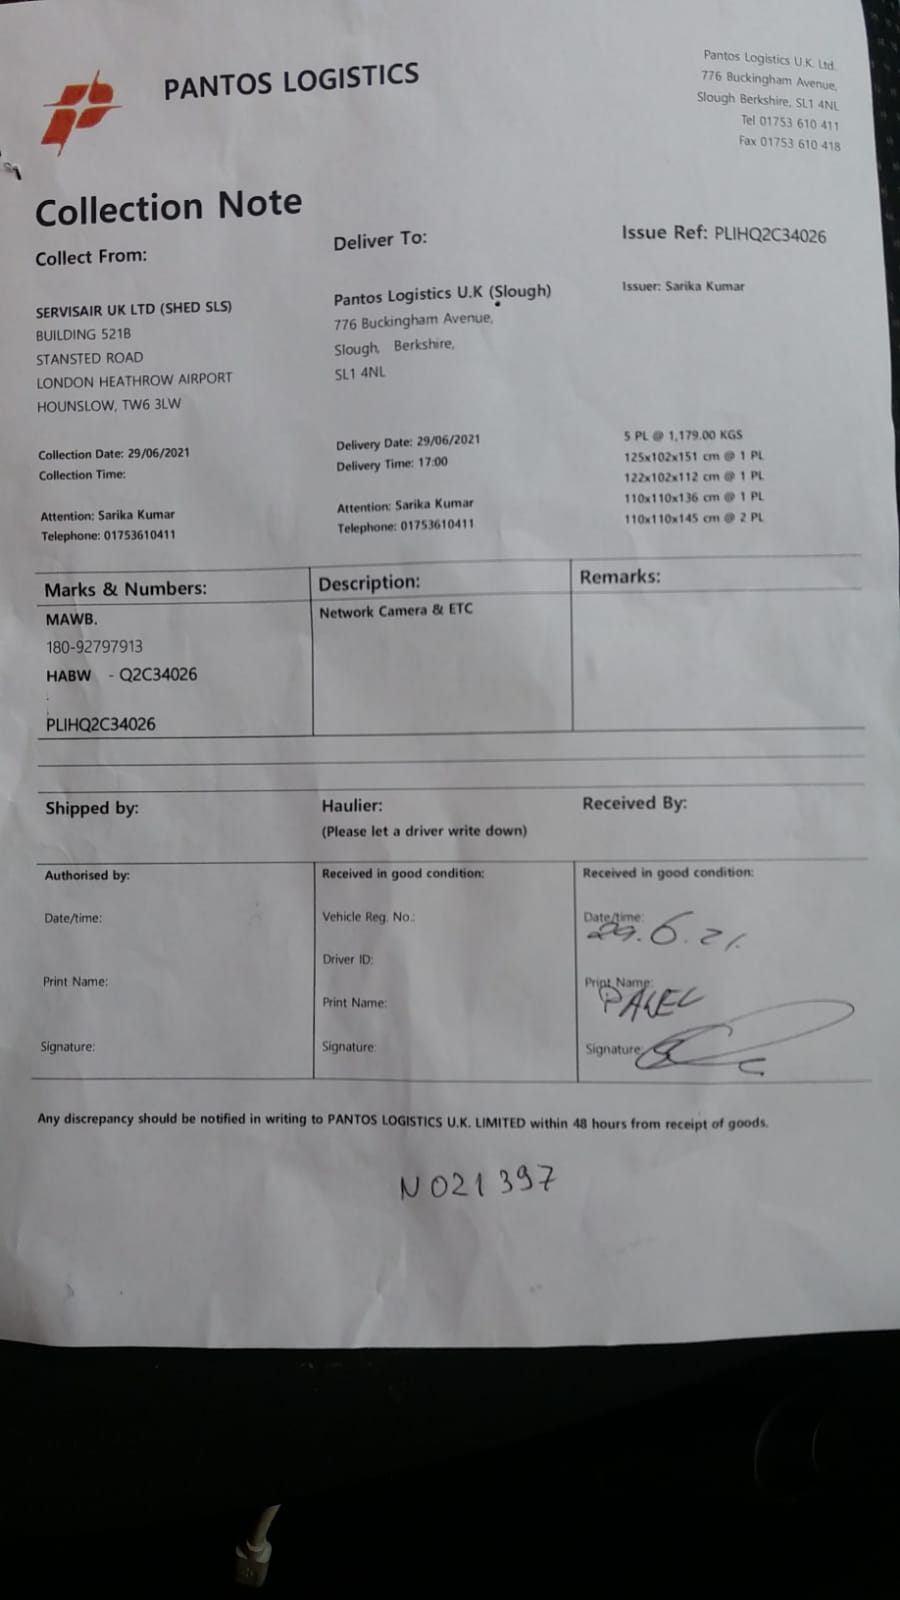 PANTOS LOGISTICS
Pantos Logistics U.K. Ltd.
776 Buckingham Avenue,
Slough Berkshire, SL1 4NL
Tel 01753 610 411
Fax 01753 610 418
Collection Note
Collect From:
SERVISAIR UK LTD (SHED SLS)
BUILDING 521B
STANSTED ROAD
LONDON HEATHROW AIRPORT
HOUNSLOW, TW6 3LW
Collection Date: 29/06/2021
Collection Time:
Attention: Sarika Kumar
Telephone: 01753610411
Deliver To:
Pantos Logistics U.K (Slough)
776 Buckingham Avenue,
Slough, Berkshire,
SL1 4NL
Delivery Date: 29/06/2021
Delivery Time: 17:00
Attention: Sarika Kumar
Telephone: 01753610411
Issue Ref: PLIHQ2C34026
Issuer: Sarika Kumar
5 PL @ 1,179.00 KGS
125x102x151 cm @ 1 PL
122x102x112 cm @ 1 PL
110x110x136 cm @ 1 PL
110x110x145 cm @ 2 PL
Marks & Numbers:
MAWB.
180-92797913
HABW - Q2C34026
PLIHQ2C34026
Description:
Network Camera & ETC
Remarks:
Shipped by:
Haulier:
(Please let a driver write down)
Received By:
Authorised by:
Date/time:
Print Name:
Signature:
Received in good condition:
Vehicle Reg. No.:
Driver ID:
Print Name:
Signature:
Received in good condition:
Date/time:
29.6.21.
Print Name:
Signature:
Any discrepancy should be notified in writing to PANTOS LOGISTICS U.K. LIMITED within 48 hours from receipt of goods.
N021397